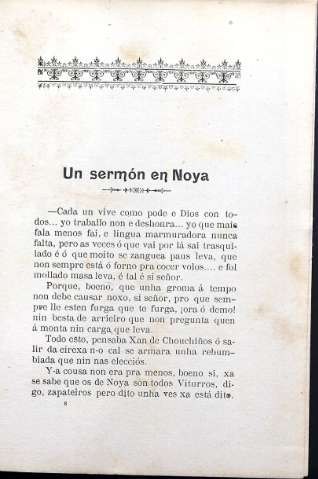 Un sermón en Noya
—Cada un vive como pode e Dios con to-
dos... yo traballo non e deshonra... yo que mais
fala menos fai, e lingua marmuradora nunca
falta, pero as veces ó que vai por lá sai trasqui-
lado é ó que moito se zanguea paus leva, que
non sempre está ó forno pra cocer volos.... e fol
mollado masa leva, é tal é si señor.
Porque, boeno, que unha groma á tempo
non debe causar noxo, si señor, pro que sem-
pre lle esten furga que te furga, ¡ora ó demo!
nin besta de arrieiro que non pregunta quen
á monta nin carga que leva.
Todo esto, pensaba Xan de Chouchiños ó sa-
lir da cirexa n-o cal se armara unha rebum-
biada que nin nas elecciós.
Y-a cousa non era pra menos, boeno si, xa
se sabe que os de Noya son todos Viturros, di-
go, zapateiros pero dito unha ves xa está dito.
8